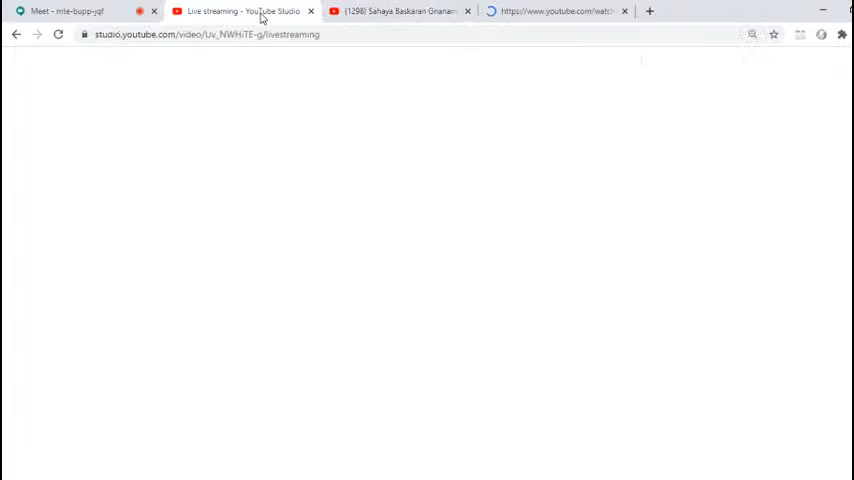 Meet - mte-bupp-jqf
Live streaming - YouTube Studio
(1298) Sahaya Baskaran Gnanam
https://www.youtube.com/watc
studio.youtube.com/video/Uv_NWHiTE-g/livestreaming